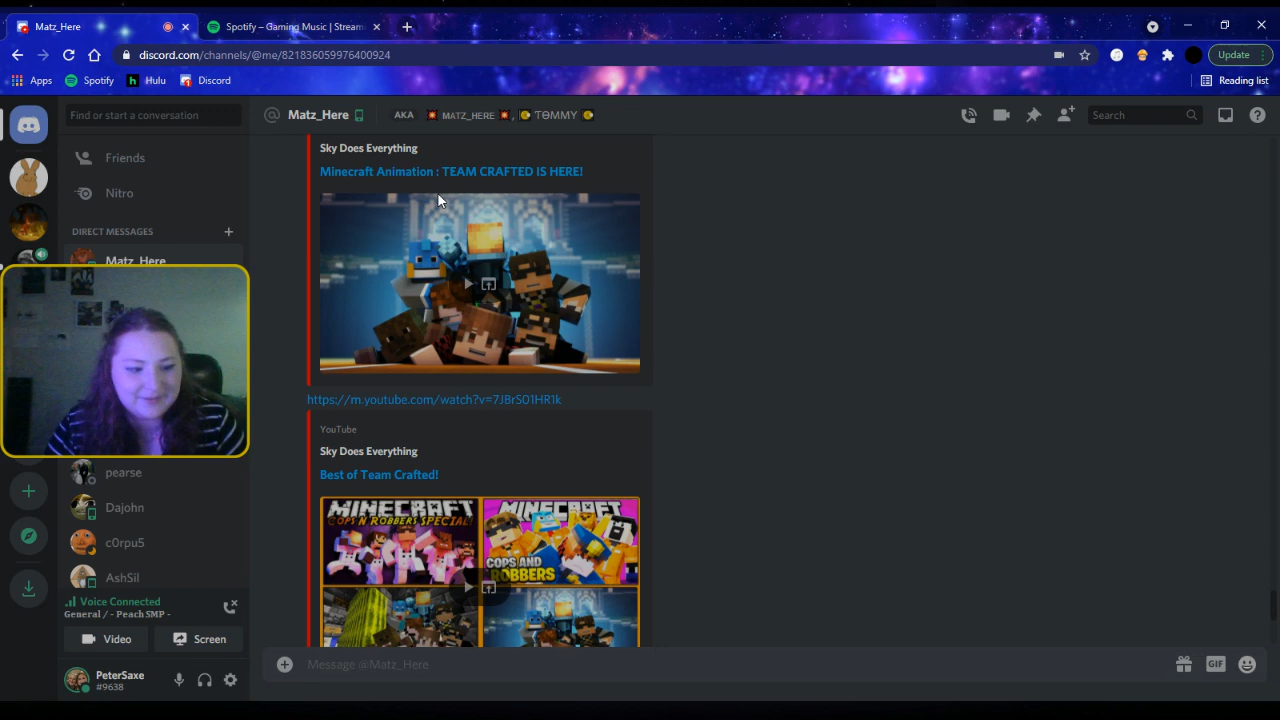 Matz_Here
Spotify – Gaming Music | Stream
discord.com/channels/@me/821836059976400924
Update
Apps
Spotify
Hulu
Discord
Reading list
Find or start a conversation
Matz_Here
AKA
MATZ_HERE
,
TΘMMY
Search
Friends
Nitro
DIRECT MESSAGES
Matz_Here
pearse
Dajohn
c0rpu5
AshSil
Voice Connected
General / - Peach SMP -
Video
Screen
PeterSaxe
#9638
Sky Does Everything
Minecraft Animation : TEAM CRAFTED IS HERE!
https://m.youtube.com/watch?v=7JBrS01HR1k
YouTube
Sky Does Everything
Best of Team Crafted!
MINECRAFT
COPS N ROBBERS SPECIAL!
MINECRAFT
COPS AND
ROBBERS
Message @Matz_Here
GIF